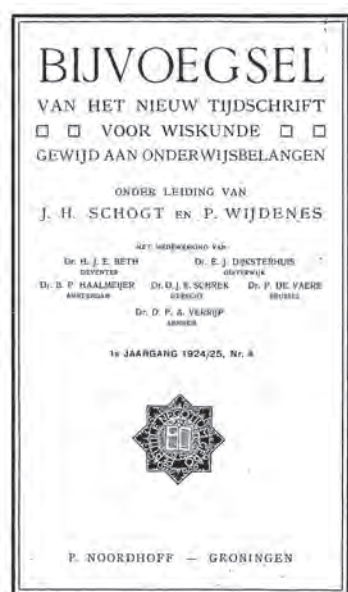 BIJVOEGSEL
VAN HET NIEUW TIJDSCHRIFT
VOOR WISKUNDE
GEWIJD AAN ONDERWIJSBELANGEN
ONDER LEIDING VAN
J. H. SCHOGT EN P. WIJDENES
MET MEDEWERKING VAN
Dr. H. J. E. BETH Dr. E. J. DIJKSTERHUIS
DEVENTER OISTERWIJK
Dr. B. P. HAALMEIJER Dr. D. J. E. SCHREK Dr. P. DE VAERE
AMSTERDAM UTRECHT BRUSSEL
Dr. D. P. A. VERRIJP
ARNHEM
1e JAARGANG 1924/25, Nr. 4
P. NOORDHOFF — GRONINGEN